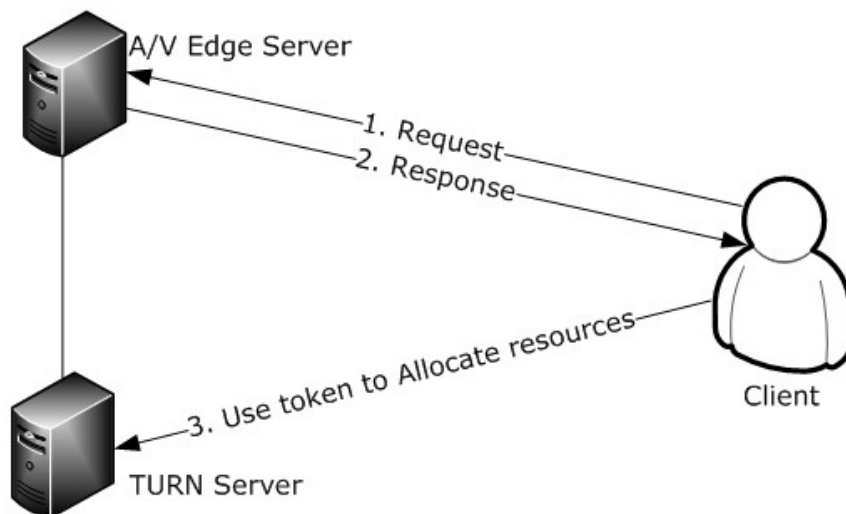 A/V Edge Server
1. Request
2. Response
3. Use token to Allocate resources
Client
TURN Server